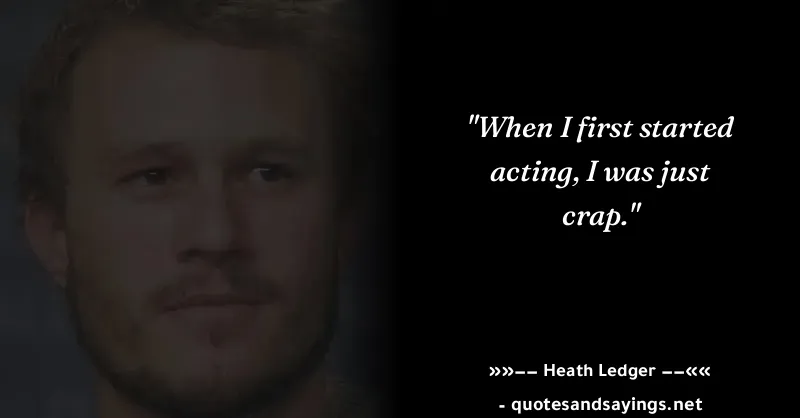 "When I first started
acting, I was just
crap."
»»−− Heath Ledger −−««
- quotesandsayings.net